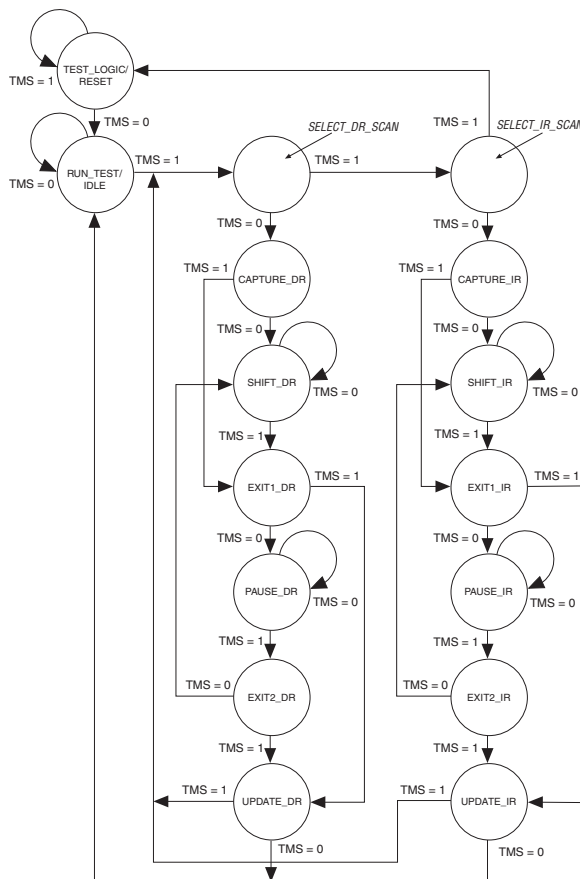 TEST_LOGIC/
RESET
TMS = 1
TMS = 0
RUN_TEST/
IDLE
TMS = 0
TMS = 1
SELECT_DR_SCAN
TMS = 1
TMS = 1
SELECT_IR_SCAN
TMS = 0
TMS = 0
TMS = 1
CAPTURE_DR
TMS = 1
CAPTURE_IR
TMS = 0
TMS = 0
SHIFT_DR
TMS = 0
SHIFT_IR
TMS = 0
TMS = 1
TMS = 1
EXIT1_DR
TMS = 1
EXIT1_IR
TMS = 1
TMS = 0
TMS = 0
PAUSE_DR
TMS = 0
PAUSE_IR
TMS = 0
TMS = 1
TMS = 1
TMS = 0
EXIT2_DR
TMS = 0
EXIT2_IR
TMS = 1
TMS = 1
TMS = 1
UPDATE_DR
TMS = 1
UPDATE_IR
TMS = 0
TMS = 0